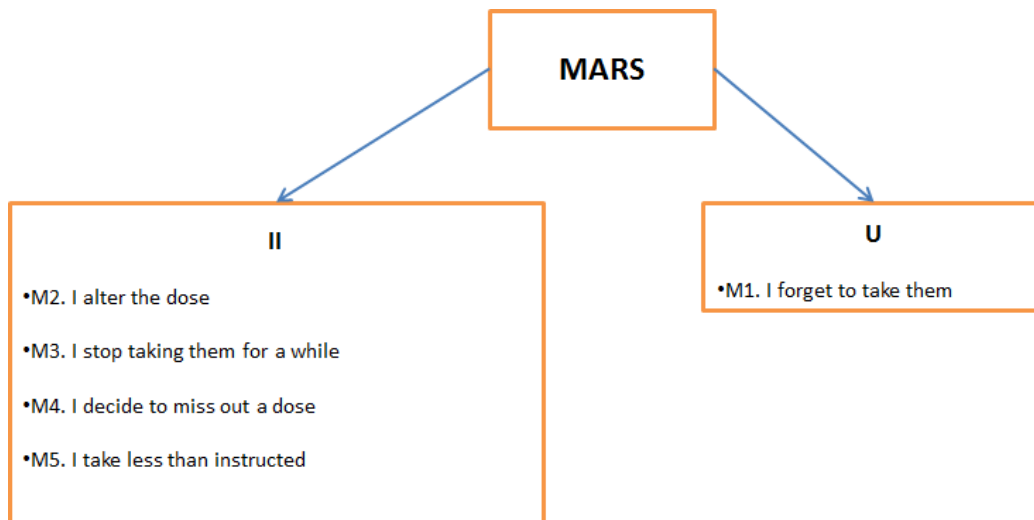 MARS
II
•M2. I alter the dose
•M3. I stop taking them for a while
•M4. I decide to miss out a dose
•M5. I take less than instructed
U
•M1. I forget to take them